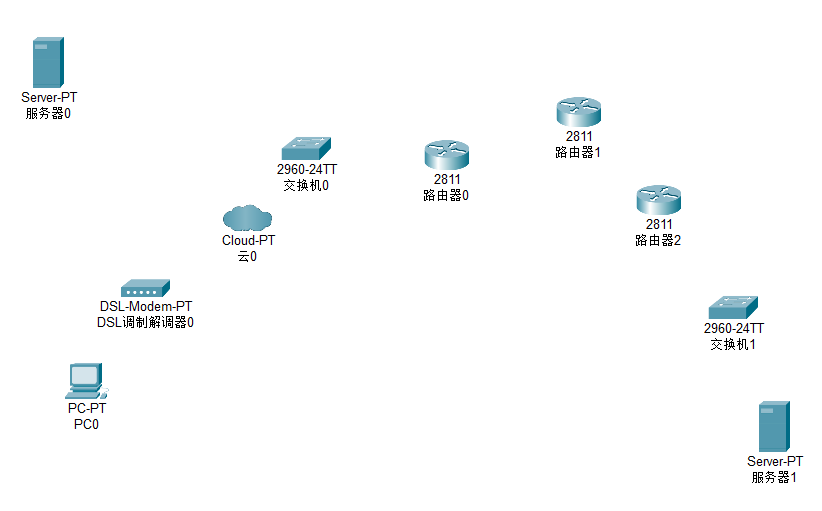 Server-PT
服务器0
2960-24TT
交换机0
2811
路由器0
2811
路由器1
2811
路由器2
Cloud-PT
云0
DSL-Modem-PT
DSL调制解调器0
PC-PT
PC0
2960-24TT
交换机1
Server-PT
服务器1